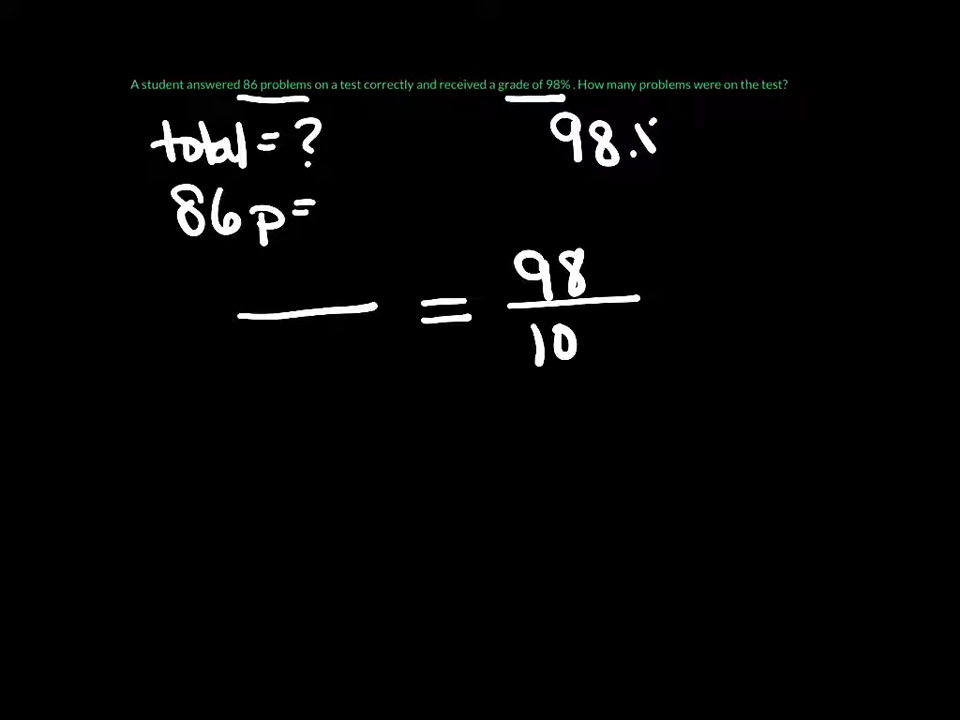 A student answered 86 problems on a test correctly and received a grade of 98% . How many problems were on the test?
total = ?
98.
86 p =
98
=
10